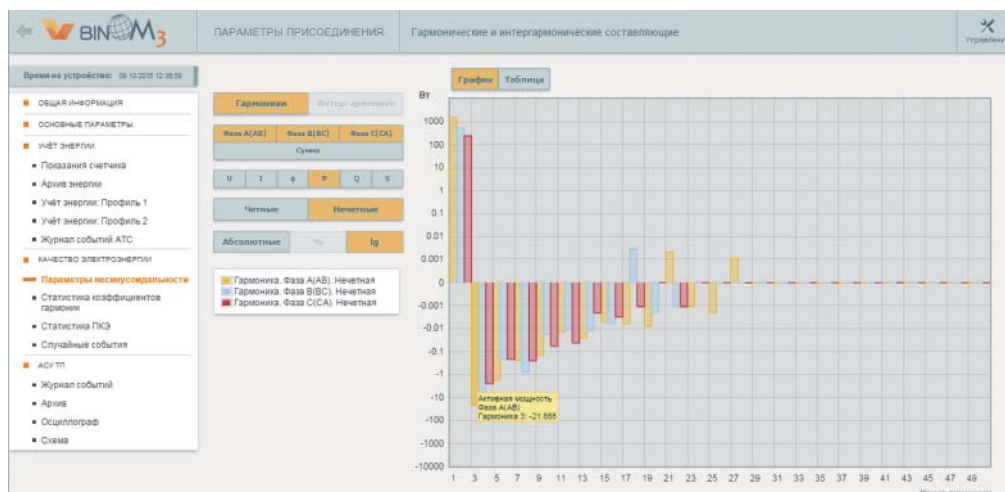 BINOM3
ПАРАМЕТРЫ ПРИСОЕДИНЕНИЯ
Гармонические и интергармонические составляющие
Управление
Время на устройстве:
ОБЩАЯ ИНФОРМАЦИЯ
ОСНОВНЫЕ ПАРАМЕТРЫ
УЧЁТ ЭНЕРГИИ
Показания счетчика
Архив энергии
Учёт энергии: Профиль 1
Учёт энергии: Профиль 2
Журнал событий АТС
КАЧЕСТВО ЭЛЕКТРОЭНЕРГИИ
Параметры несинусоидальности
Статистика коэффициентов
гармоник
Статистика ПКЭ
Случайные события
АСУ ТП
Журнал событий
Архив
Осциллограф
Схема
Гармоники Интергармоники
Фаза A(AB) Фаза B(BC) Фаза C(CA)
Сумма
U I φ P Q S
Четные Нечетные
Абсолютные % lg
Гармоника. Фаза A(AB). Нечетная
Гармоника. Фаза B(BC). Нечетная
Гармоника. Фаза C(CA). Нечетная
График Таблица
Вт
1000
100
10
1
0.1
0.01
0.001
0
-0.001
-0.01
-0.1
-1
-10
-100
-1000
-10000
Активная мощность
Фаза A(AB)
Гармоника 3:
1 3 5 7 9 11 13 15 17 19 21 23 25 27 29 31 33 35 37 39 41 43 45 47 49